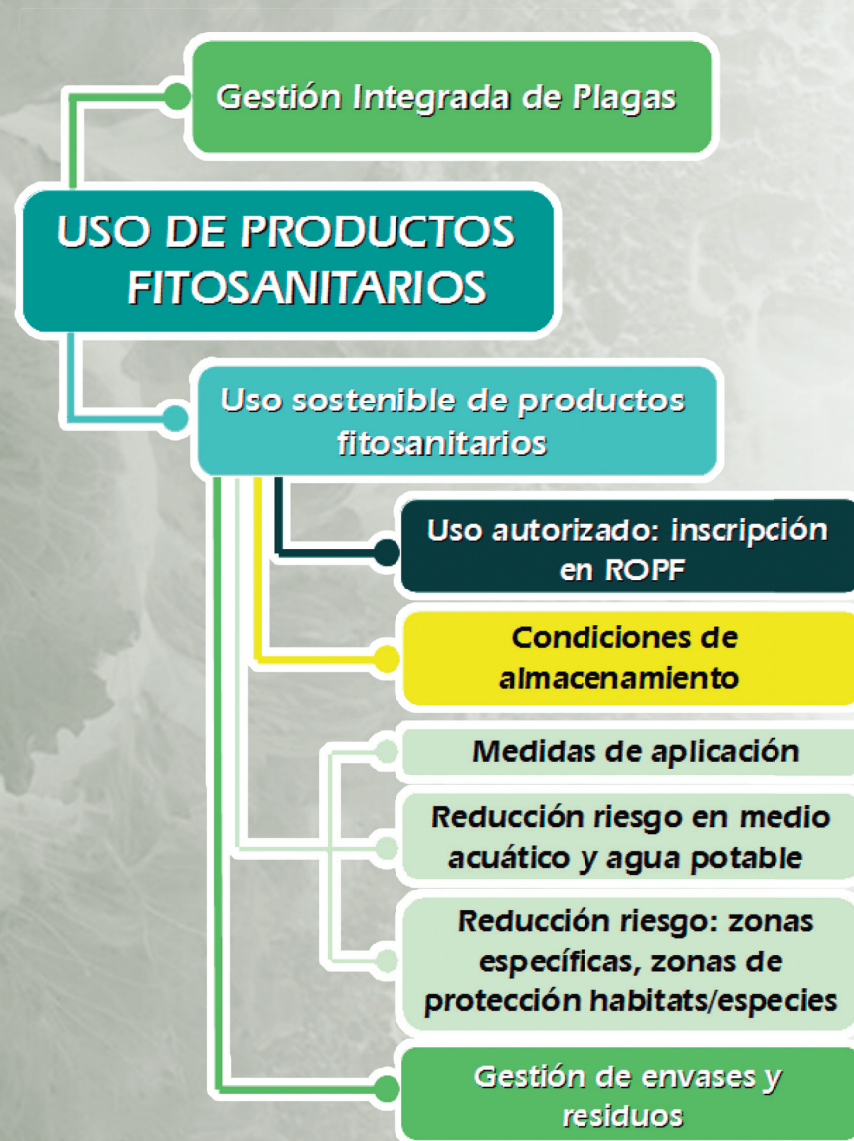 Gestión Integrada de Plagas
USO DE PRODUCTOS
FITOSANITARIOS
Uso sostenible de productos
fitosanitarios
Uso autorizado: inscripción
en ROPF
Condiciones de
almacenamiento
Medidas de aplicación
Reducción riesgo en medio
acuático y agua potable
Reducción riesgo: zonas
específicas, zonas de
protección habitats/especies
Gestión de envases y
residuos